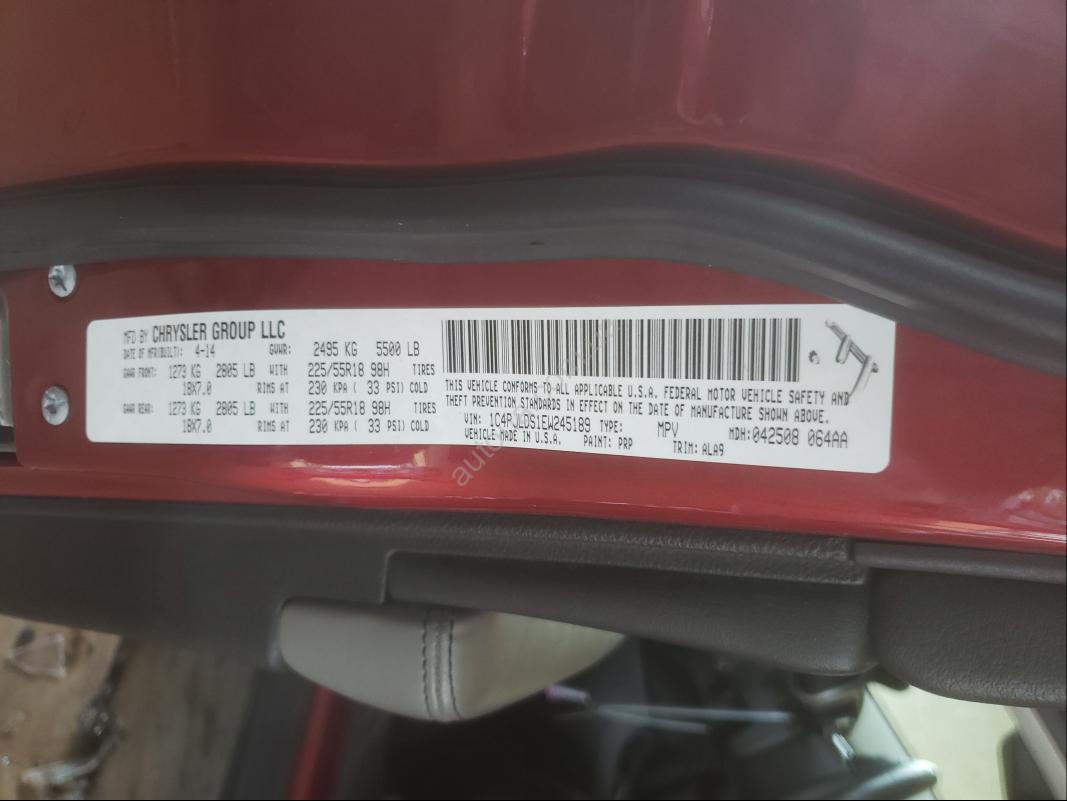 MFD BY CHRYSLER GROUP LLC
DATE OF MFR(BUILT): 4-14 GVWR: 2495 KG 5500 LB
GAWR FRONT: 1273 KG 2805 LB WITH 225/55R18 98H TIRES
18X7.0 RIMS AT 230 KPA ( 33 PSI) COLD
GAWR REAR: 1273 KG 2805 LB WITH 225/55R18 98H TIRES
18X7.0 RIMS AT 230 KPA ( 33 PSI) COLD
THIS VEHICLE CONFORMS TO ALL APPLICABLE U.S.A. FEDERAL MOTOR VEHICLE SAFETY AND
THEFT PREVENTION STANDARDS IN EFFECT ON THE DATE OF MANUFACTURE SHOWN ABOVE.
VIN: 1C4PJLDS1EW245189 TYPE: MPV MDH: 042508 064AA
VEHICLE MADE IN U.S.A. PAINT: PRP TRIM: ALA9